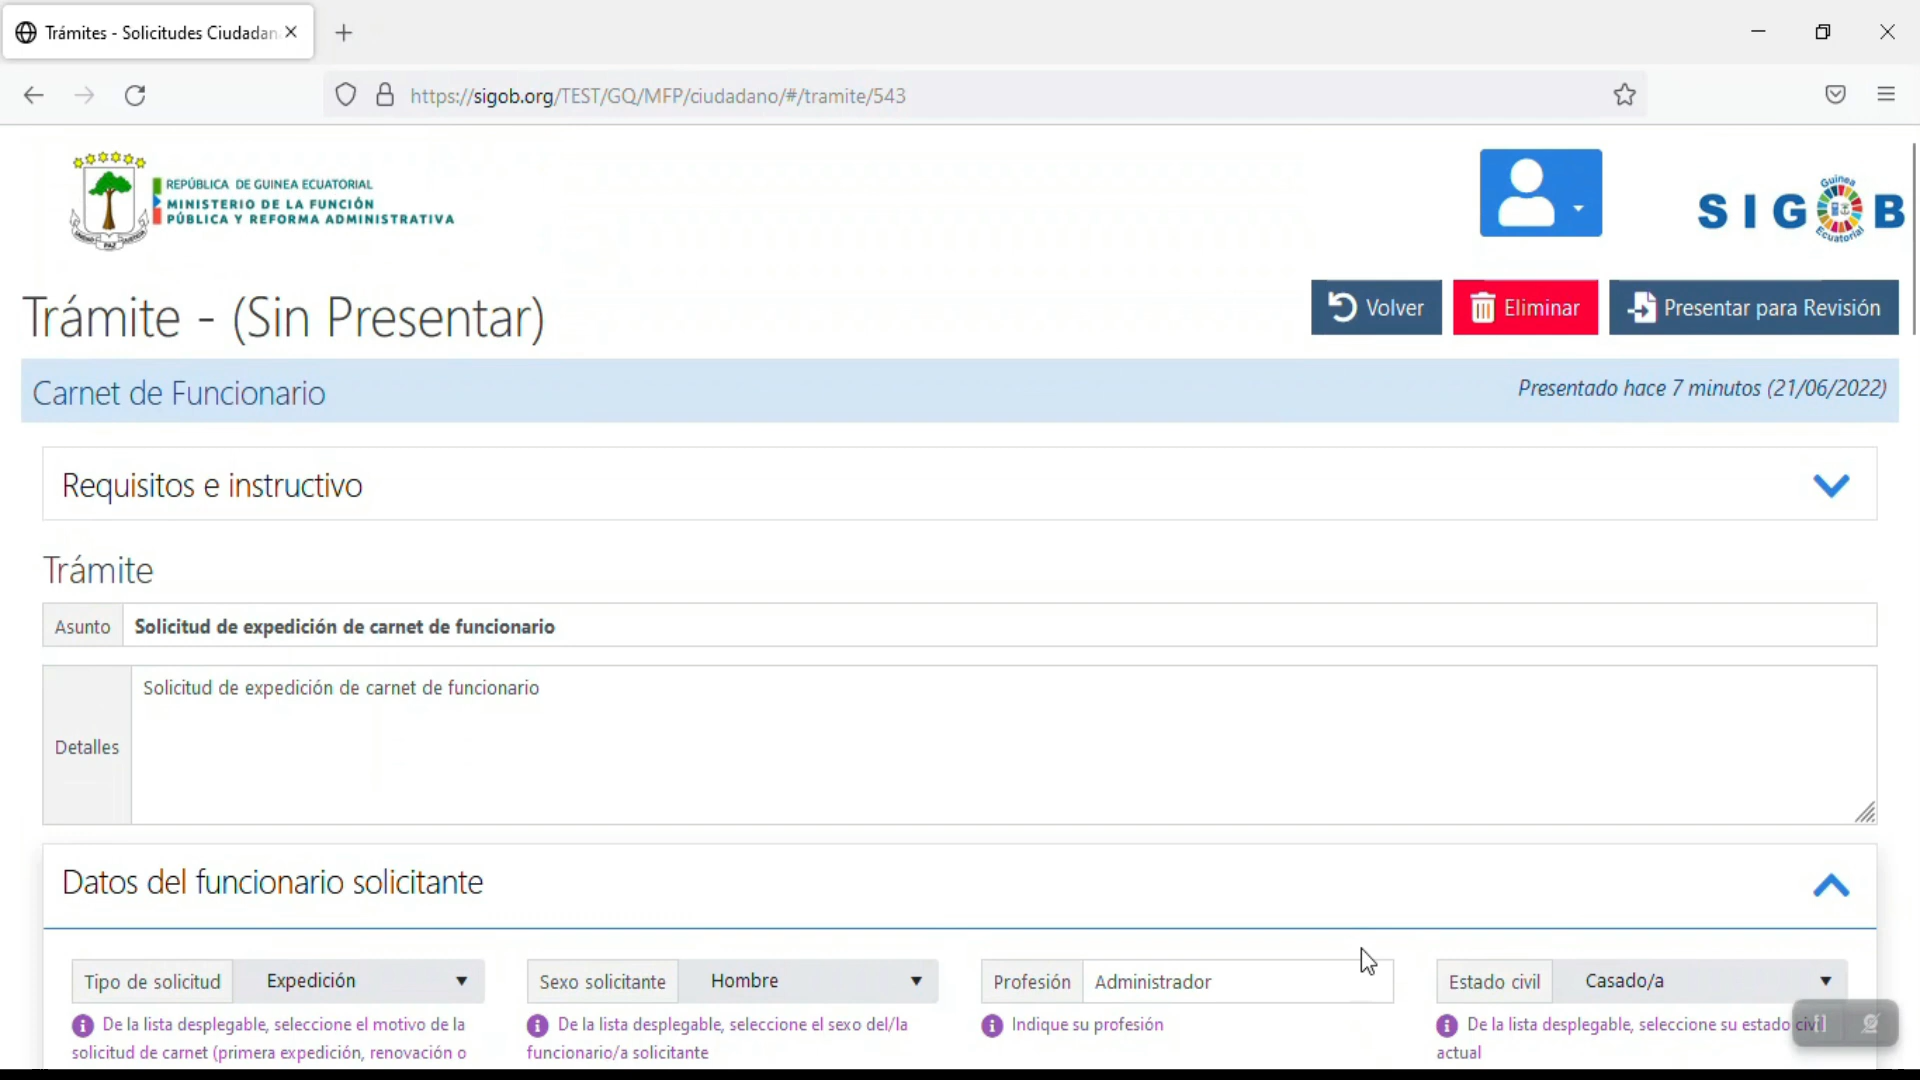 Trámites - Solicitudes Ciudadan
https://sigob.org/TEST/GQ/MFP/ciudadano/#/tramite/543
REPÚBLICA DE GUINEA ECUATORIAL
MINISTERIO DE LA FUNCIÓN
PÚBLICA Y REFORMA ADMINISTRATIVA
Guinea
SIGOB
Ecuatorial
Trámite - (Sin Presentar)
Volver
Eliminar
Presentar para Revisión
Carnet de Funcionario
Presentado hace 7 minutos (21/06/2022)
Requisitos e instructivo
Trámite
Asunto
Solicitud de expedición de carnet de funcionario
Detalles
Solicitud de expedición de carnet de funcionario
Datos del funcionario solicitante
Tipo de solicitud
Expedición
Sexo solicitante
Hombre
Profesión
Administrador
Estado civil
Casado/a
De la lista desplegable, seleccione el motivo de la
solicitud de carnet (primera expedición, renovación o
De la lista desplegable, seleccione el sexo del/la
funcionario/a solicitante
Indique su profesión
De la lista desplegable, seleccione su estado civil
actual